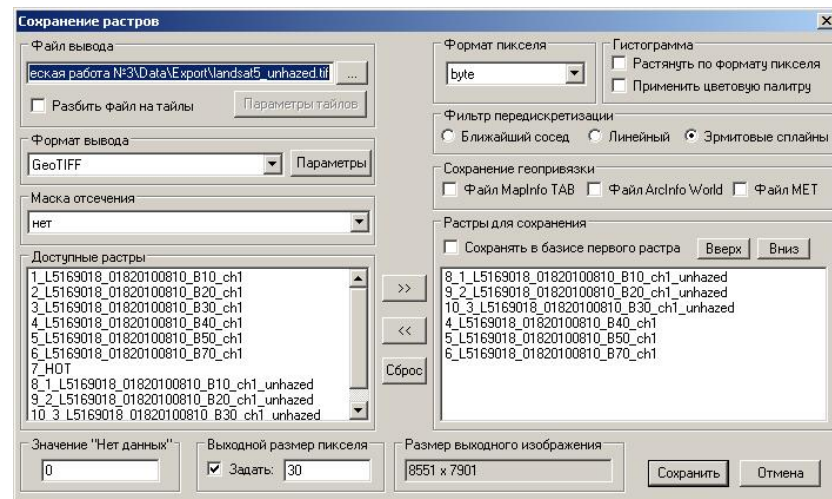 Сохранение растров
Файл вывода
еская работа №3\Data\Export\landsat5_unhazed.tif
...
Разбить файл на тайлы
Параметры тайлов
Формат вывода
GeoTIFF
Параметры
Маска отсечения
нет
Доступные растры
1_L5169018_01820100810_B10_ch1
2_L5169018_01820100810_B20_ch1
3_L5169018_01820100810_B30_ch1
4_L5169018_01820100810_B40_ch1
5_L5169018_01820100810_B50_ch1
6_L5169018_01820100810_B70_ch1
7_HOT
8_1_L5169018_01820100810_B10_ch1_unhazed
9_2_L5169018_01820100810_B20_ch1_unhazed
10_3_L5169018_01820100810_B30_ch1_unhazed
>>
<<
Сброс
Формат пикселя
byte
Гистограмма
Растянуть по формату пикселя
Применить цветовую палитру
Фильтр передискретизации
Ближайший сосед
Линейный
Эрмитовые сплайны
Сохранение геопривязки
Файл MapInfo TAB
Файл ArcInfo World
Файл MET
Растры для сохранения
Сохранять в базисе первого растра
Вверх
Вниз
8_1_L5169018_01820100810_B10_ch1_unhazed
9_2_L5169018_01820100810_B20_ch1_unhazed
10_3_L5169018_01820100810_B30_ch1_unhazed
4_L5169018_01820100810_B40_ch1
5_L5169018_01820100810_B50_ch1
6_L5169018_01820100810_B70_ch1
Значение "Нет данных"
0
Выходной размер пикселя
Задать:
30
Размер выходного изображения
8551 x 7901
Сохранить
Отмена